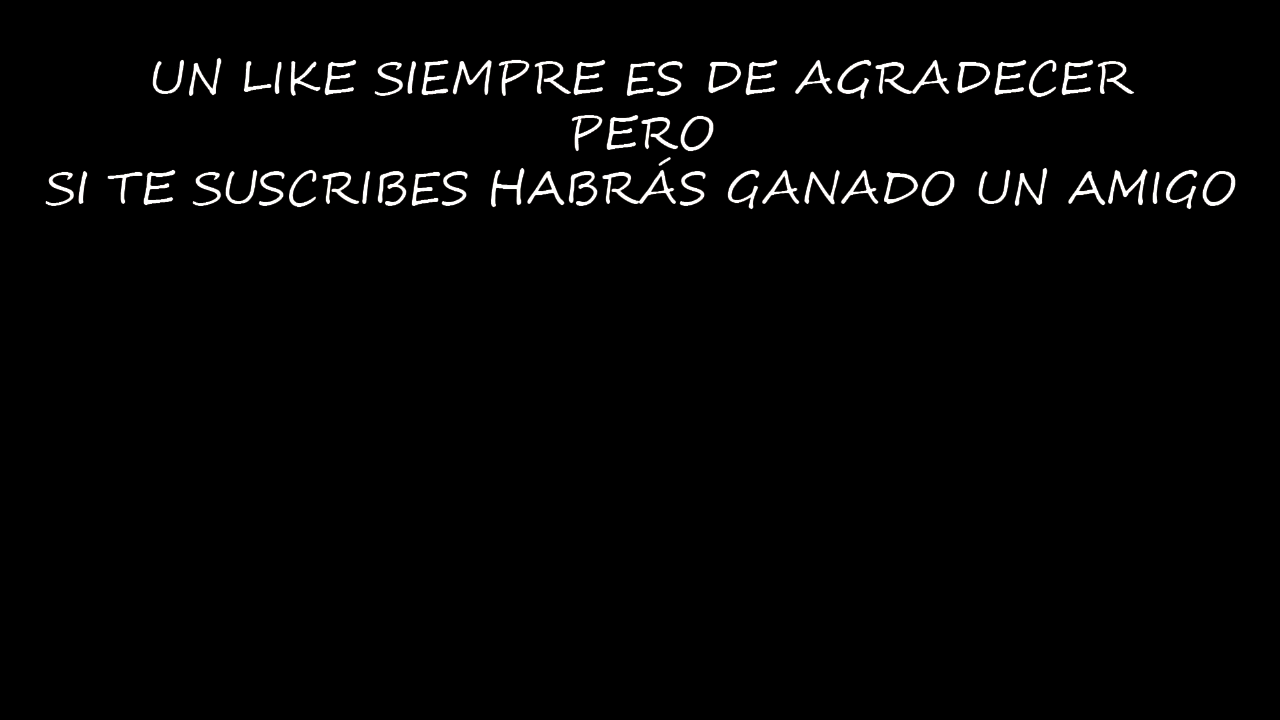 UN LIKE SIEMPRE ES DE AGRADECER
PERO
SI TE SUSCRIBES HABRÁS GANADO UN AMIGO